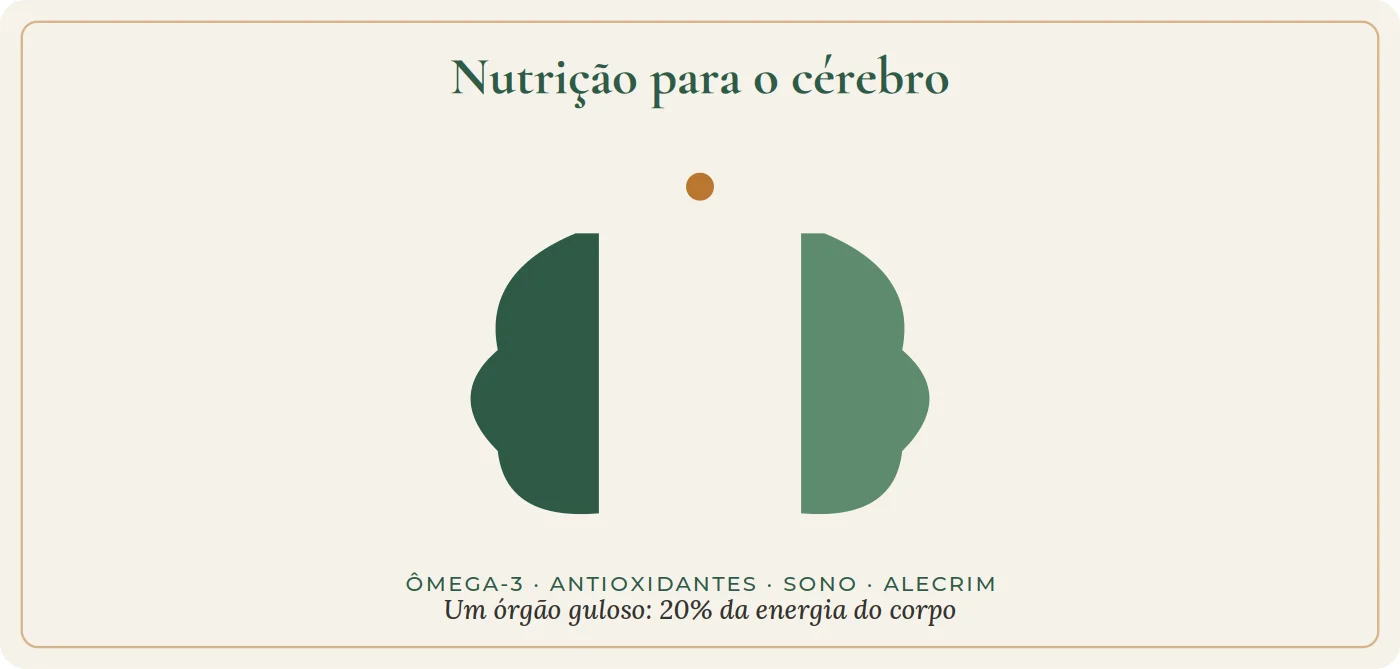 Nutrição para o cérebro
ÔMEGA-3 · ANTIOXIDANTES · SONO · ALECRIM
Um órgão guloso: 20% da energia do corpo